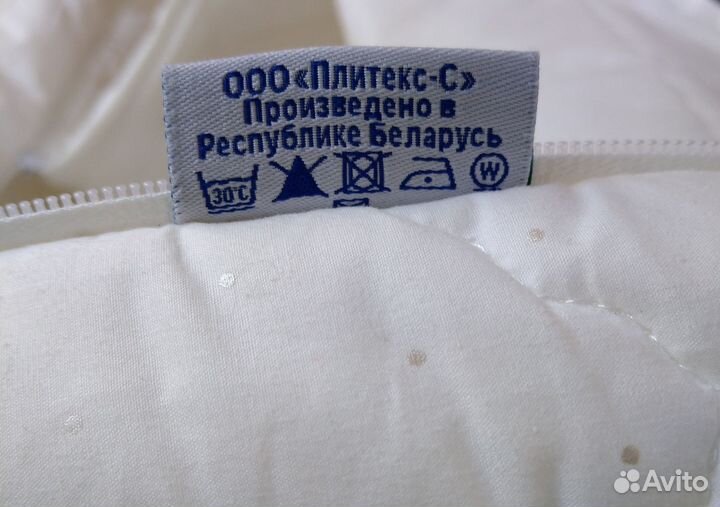 ООО «Плитекс-С»
Произведено в
Республике Беларусь
30°C
W
Avito